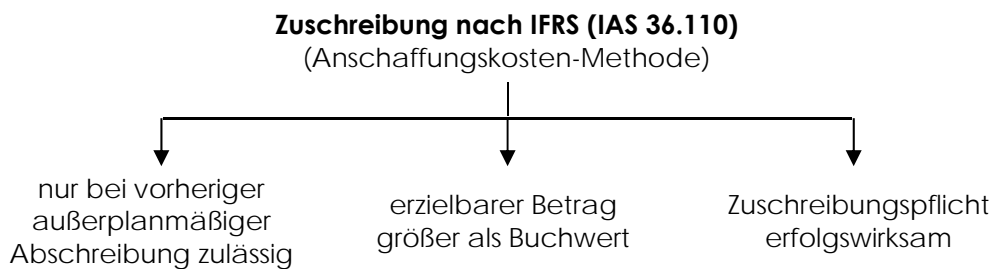 Zuschreibung nach IFRS (IAS 36.110)
(Anschaffungskosten-Methode)
nur bei vorheriger
außerplanmäßiger
Abschreibung zulässig
erzielbarer Betrag
größer als Buchwert
Zuschreibungspflicht
erfolgswirksam